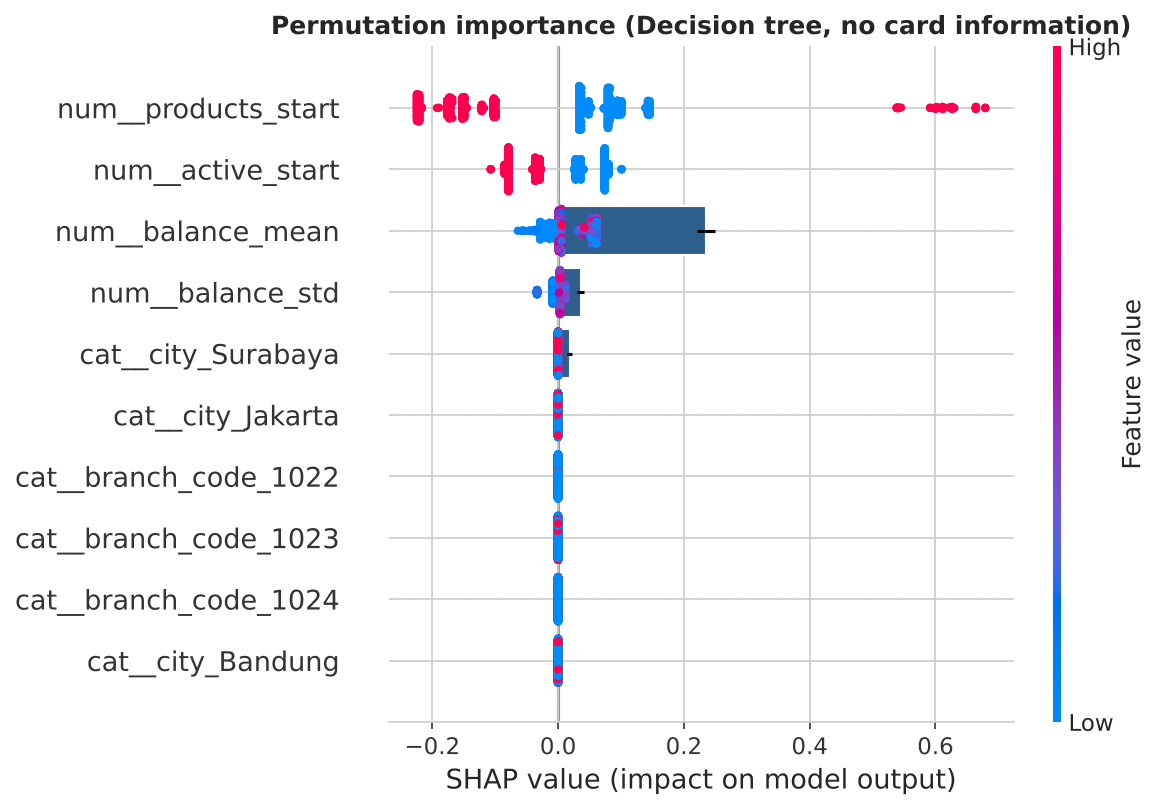 Permutation importance (Decision tree, no card information)
High
num__products_start
num__active_start
num__balance_mean
num__balance_std
cat__city_Surabaya
cat__city_Jakarta
cat__branch_code_1022
cat__branch_code_1023
cat__branch_code_1024
cat__city_Bandung
Feature value
Low
−0.2 0.0 0.2 0.4 0.6
SHAP value (impact on model output)